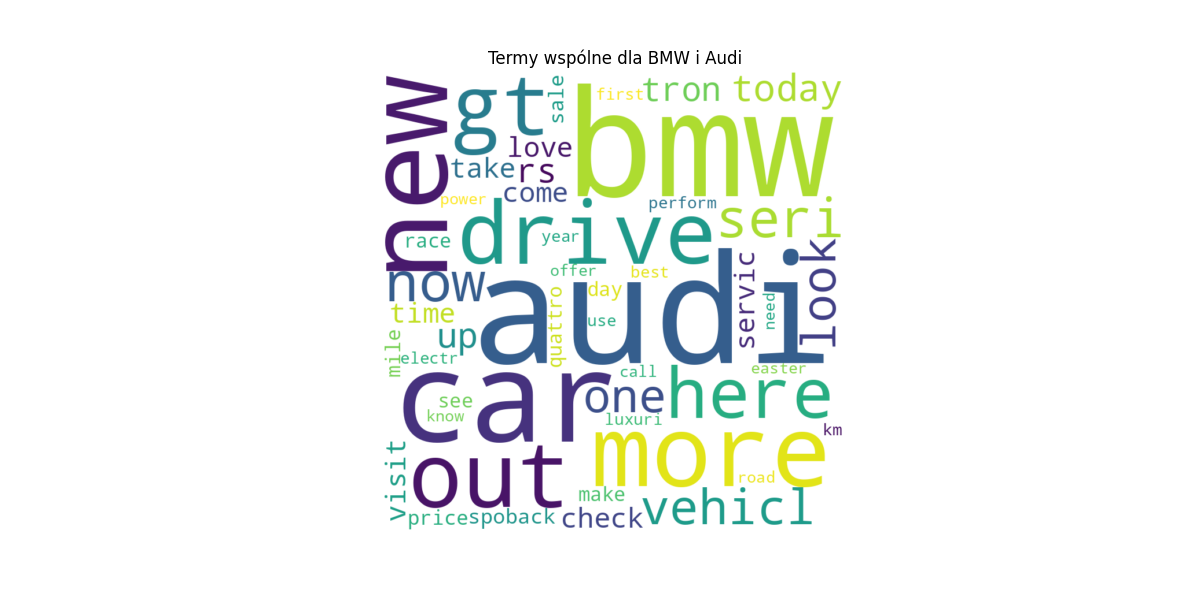 Termy wspólne dla BMW i Audi
new
gt
sale
first
tron
today
bmw
love
take
rs
come
power
perform
seri
drive
race
year
look
now
offer
best
servic
audi
day
need
quattro
time
use
up
mile
electr
call
easter
car
one
here
see
know
luxuri
km
more
out
visit
road
make
vehicl
price
spoback
check